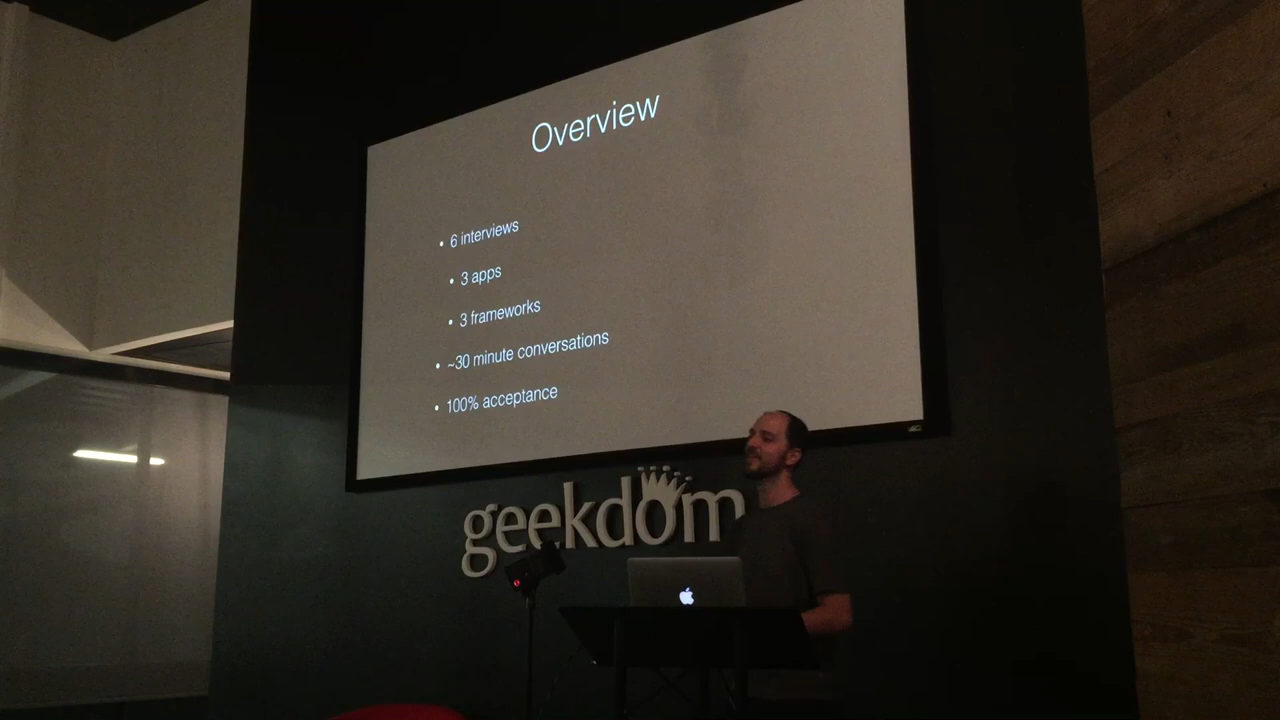 Overview
• 6 interviews
• 3 apps
• 3 frameworks
• ~30 minute conversations
• 100% acceptance
geekdom